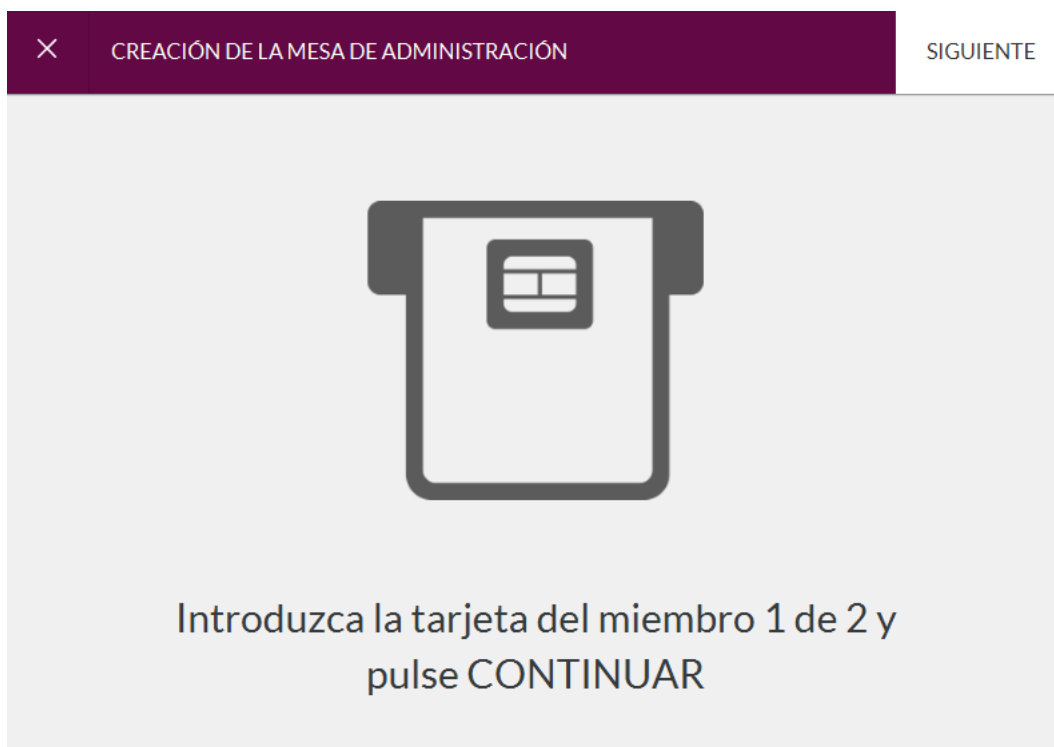 CREACIÓN DE LA MESA DE ADMINISTRACIÓN
SIGUIENTE
Introduzca la tarjeta del miembro 1 de 2 y
pulse CONTINUAR